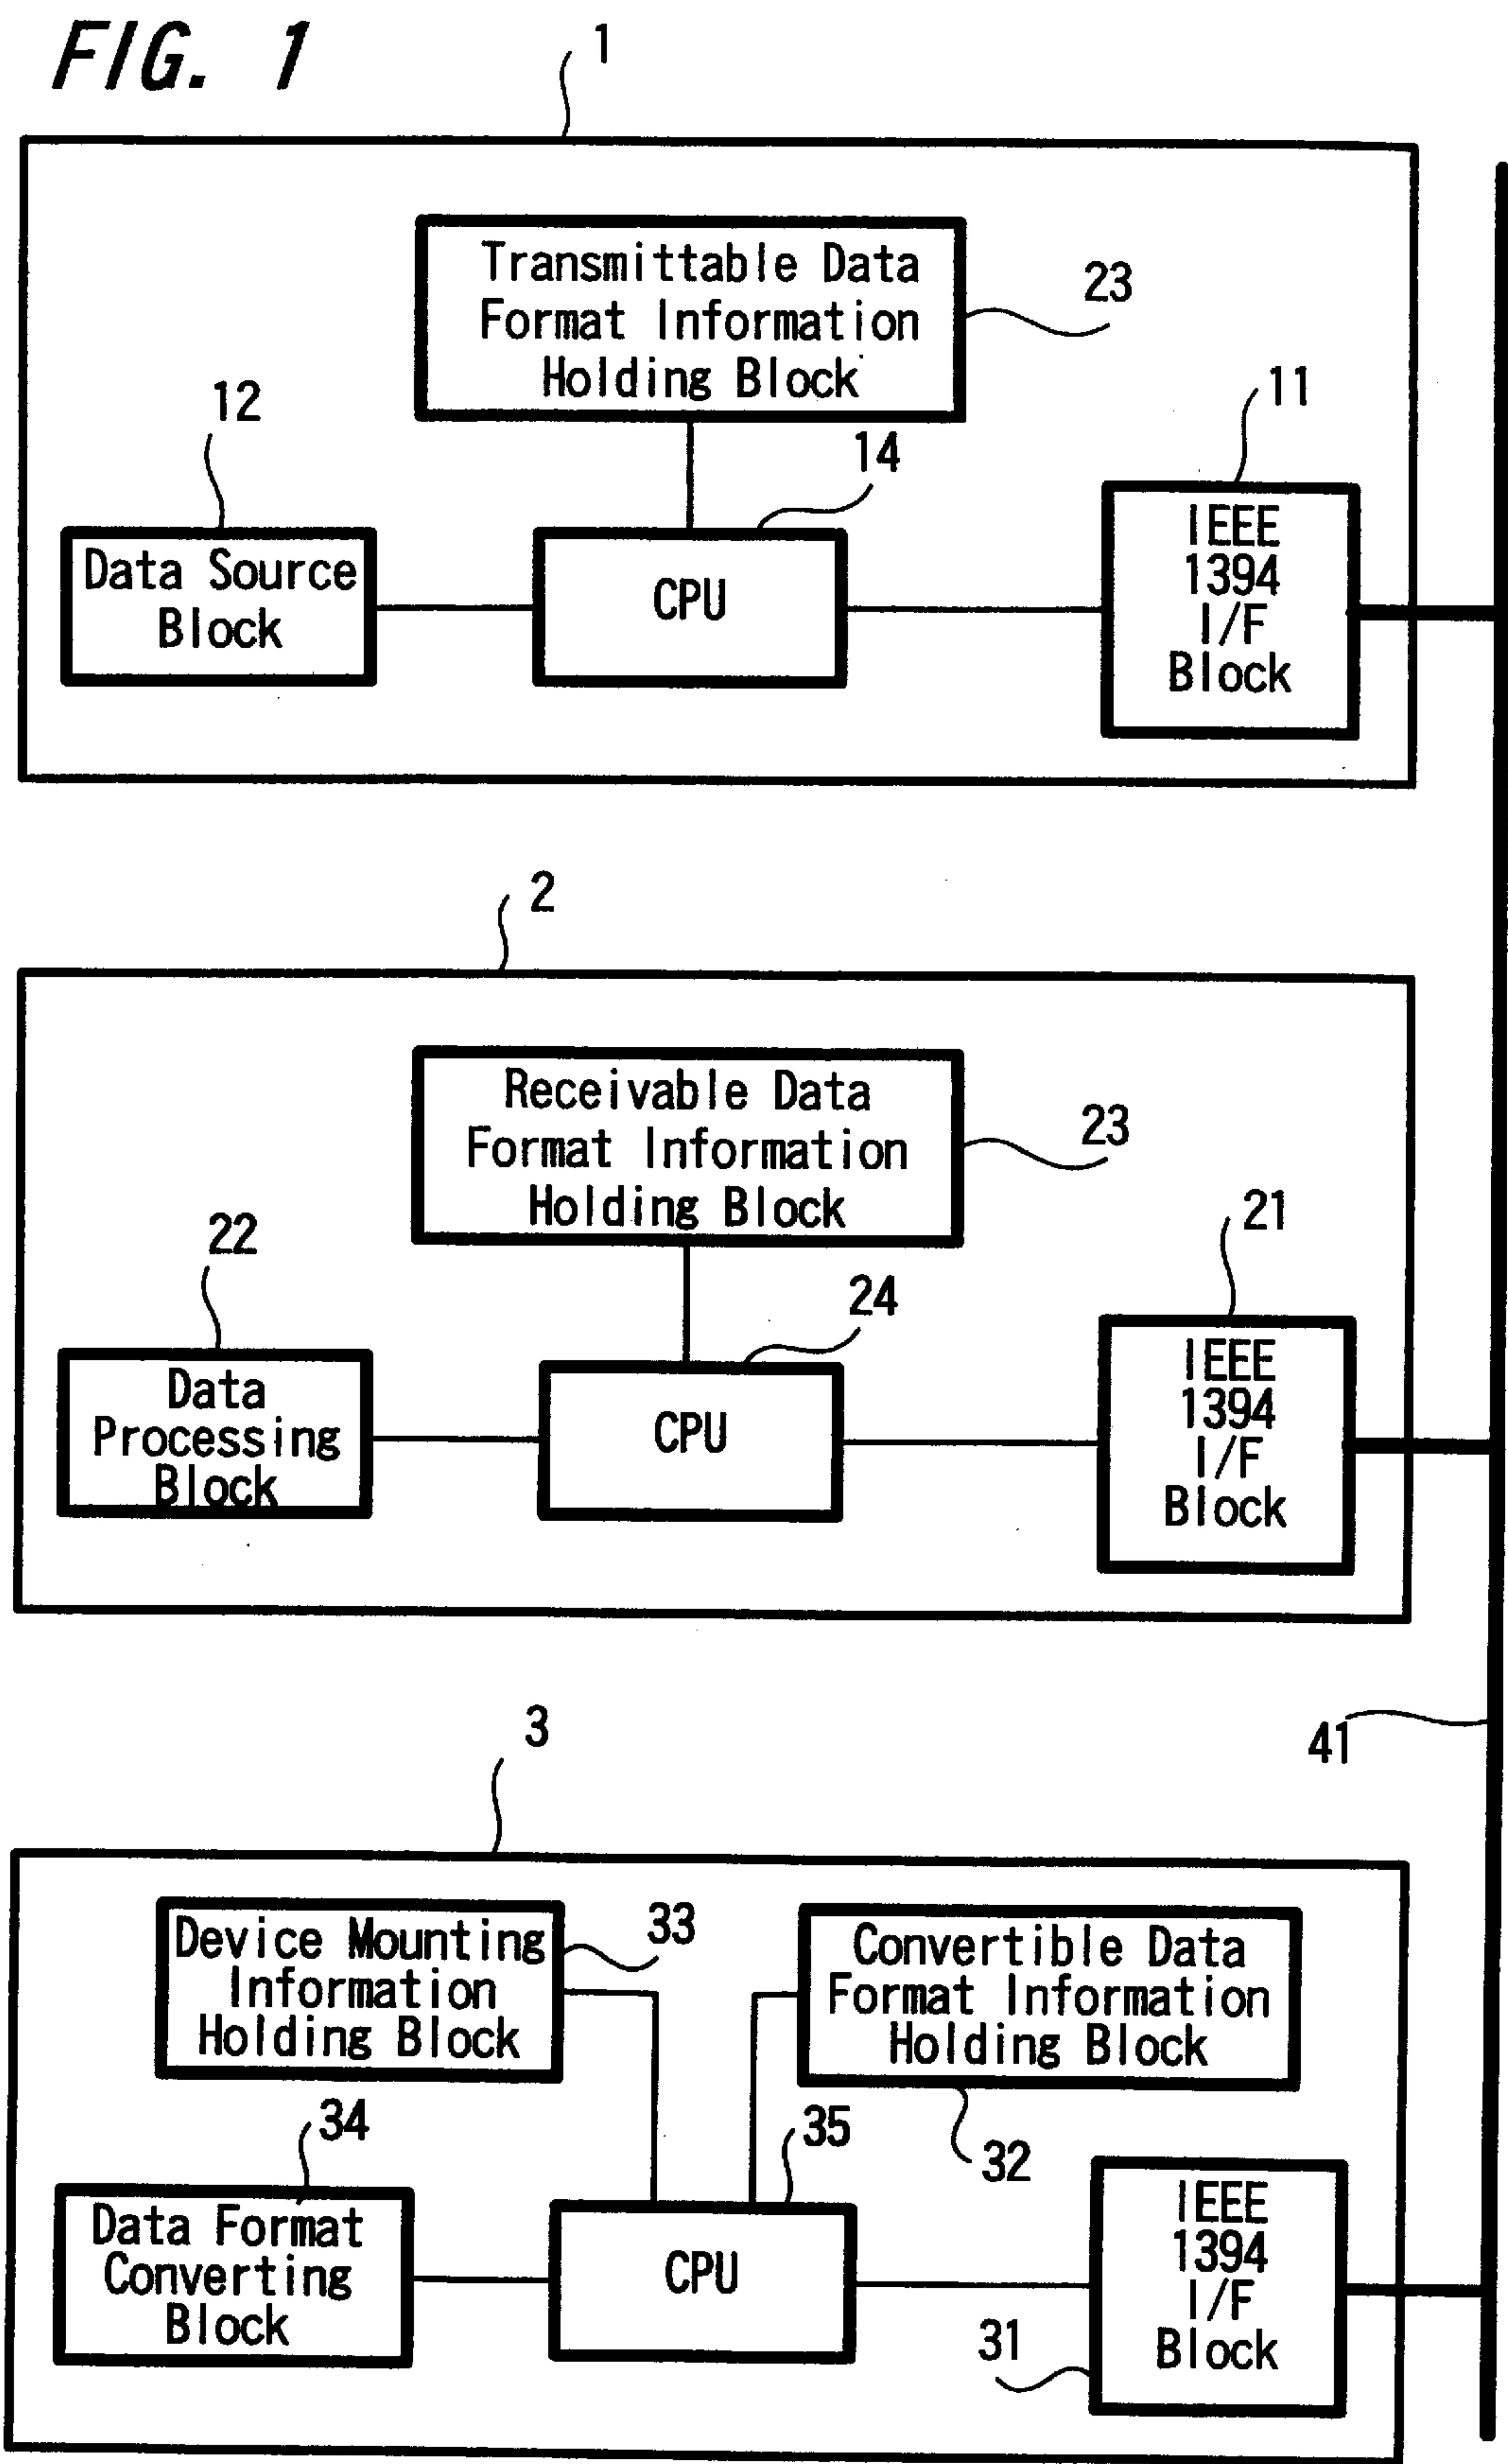 FIG. 1
1
Transmittable Data
Format Information
Holding Block
23
12
14
11
Data Source
Block
CPU
IEEE
1394
I/F
Block
2
Receivable Data
Format Information
Holding Block
23
22
24
21
Data
Processing
Block
CPU
IEEE
1394
I/F
Block
41
3
Device Mounting
Information
Holding Block
33
Convertible Data
Format Information
Holding Block
34
35
32
Data Format
Converting
Block
CPU
IEEE
1394
I/F
Block
31